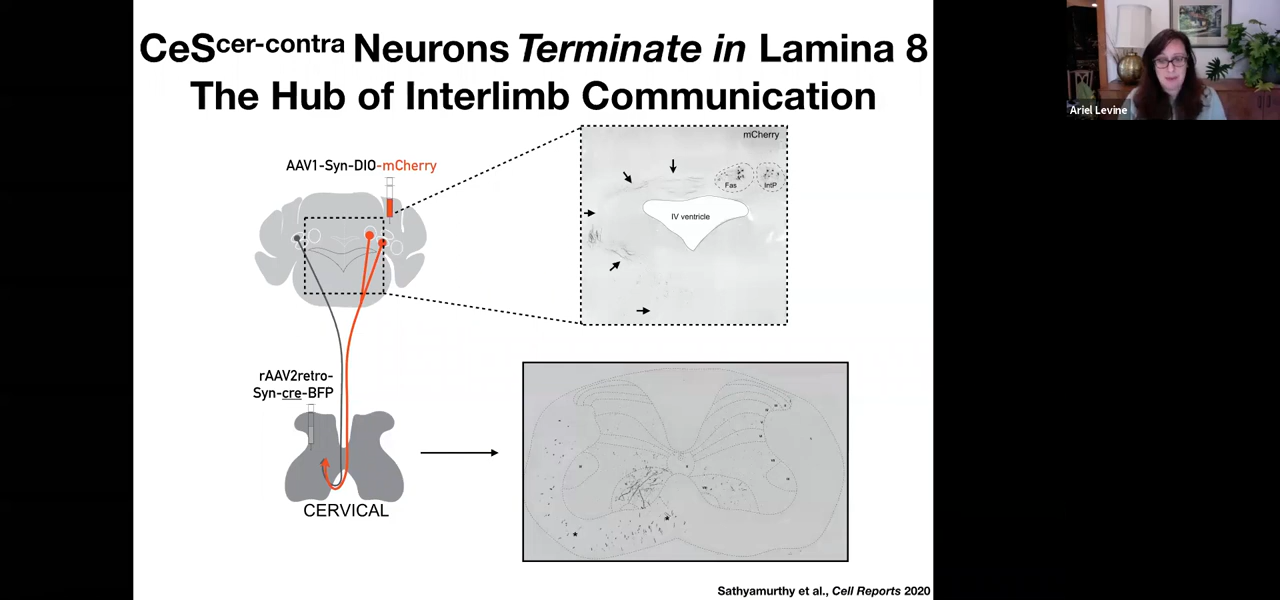 CeScer-contra Neurons Terminate in Lamina 8
The Hub of Interlimb Communication
Ariel Levine
AAV1-Syn-DIO-mCherry
mCherry
Fas
IntP
IV ventricle
rAAV2retro-
Syn-cre-BFP
CERVICAL
Sathyamurthy et al., Cell Reports 2020